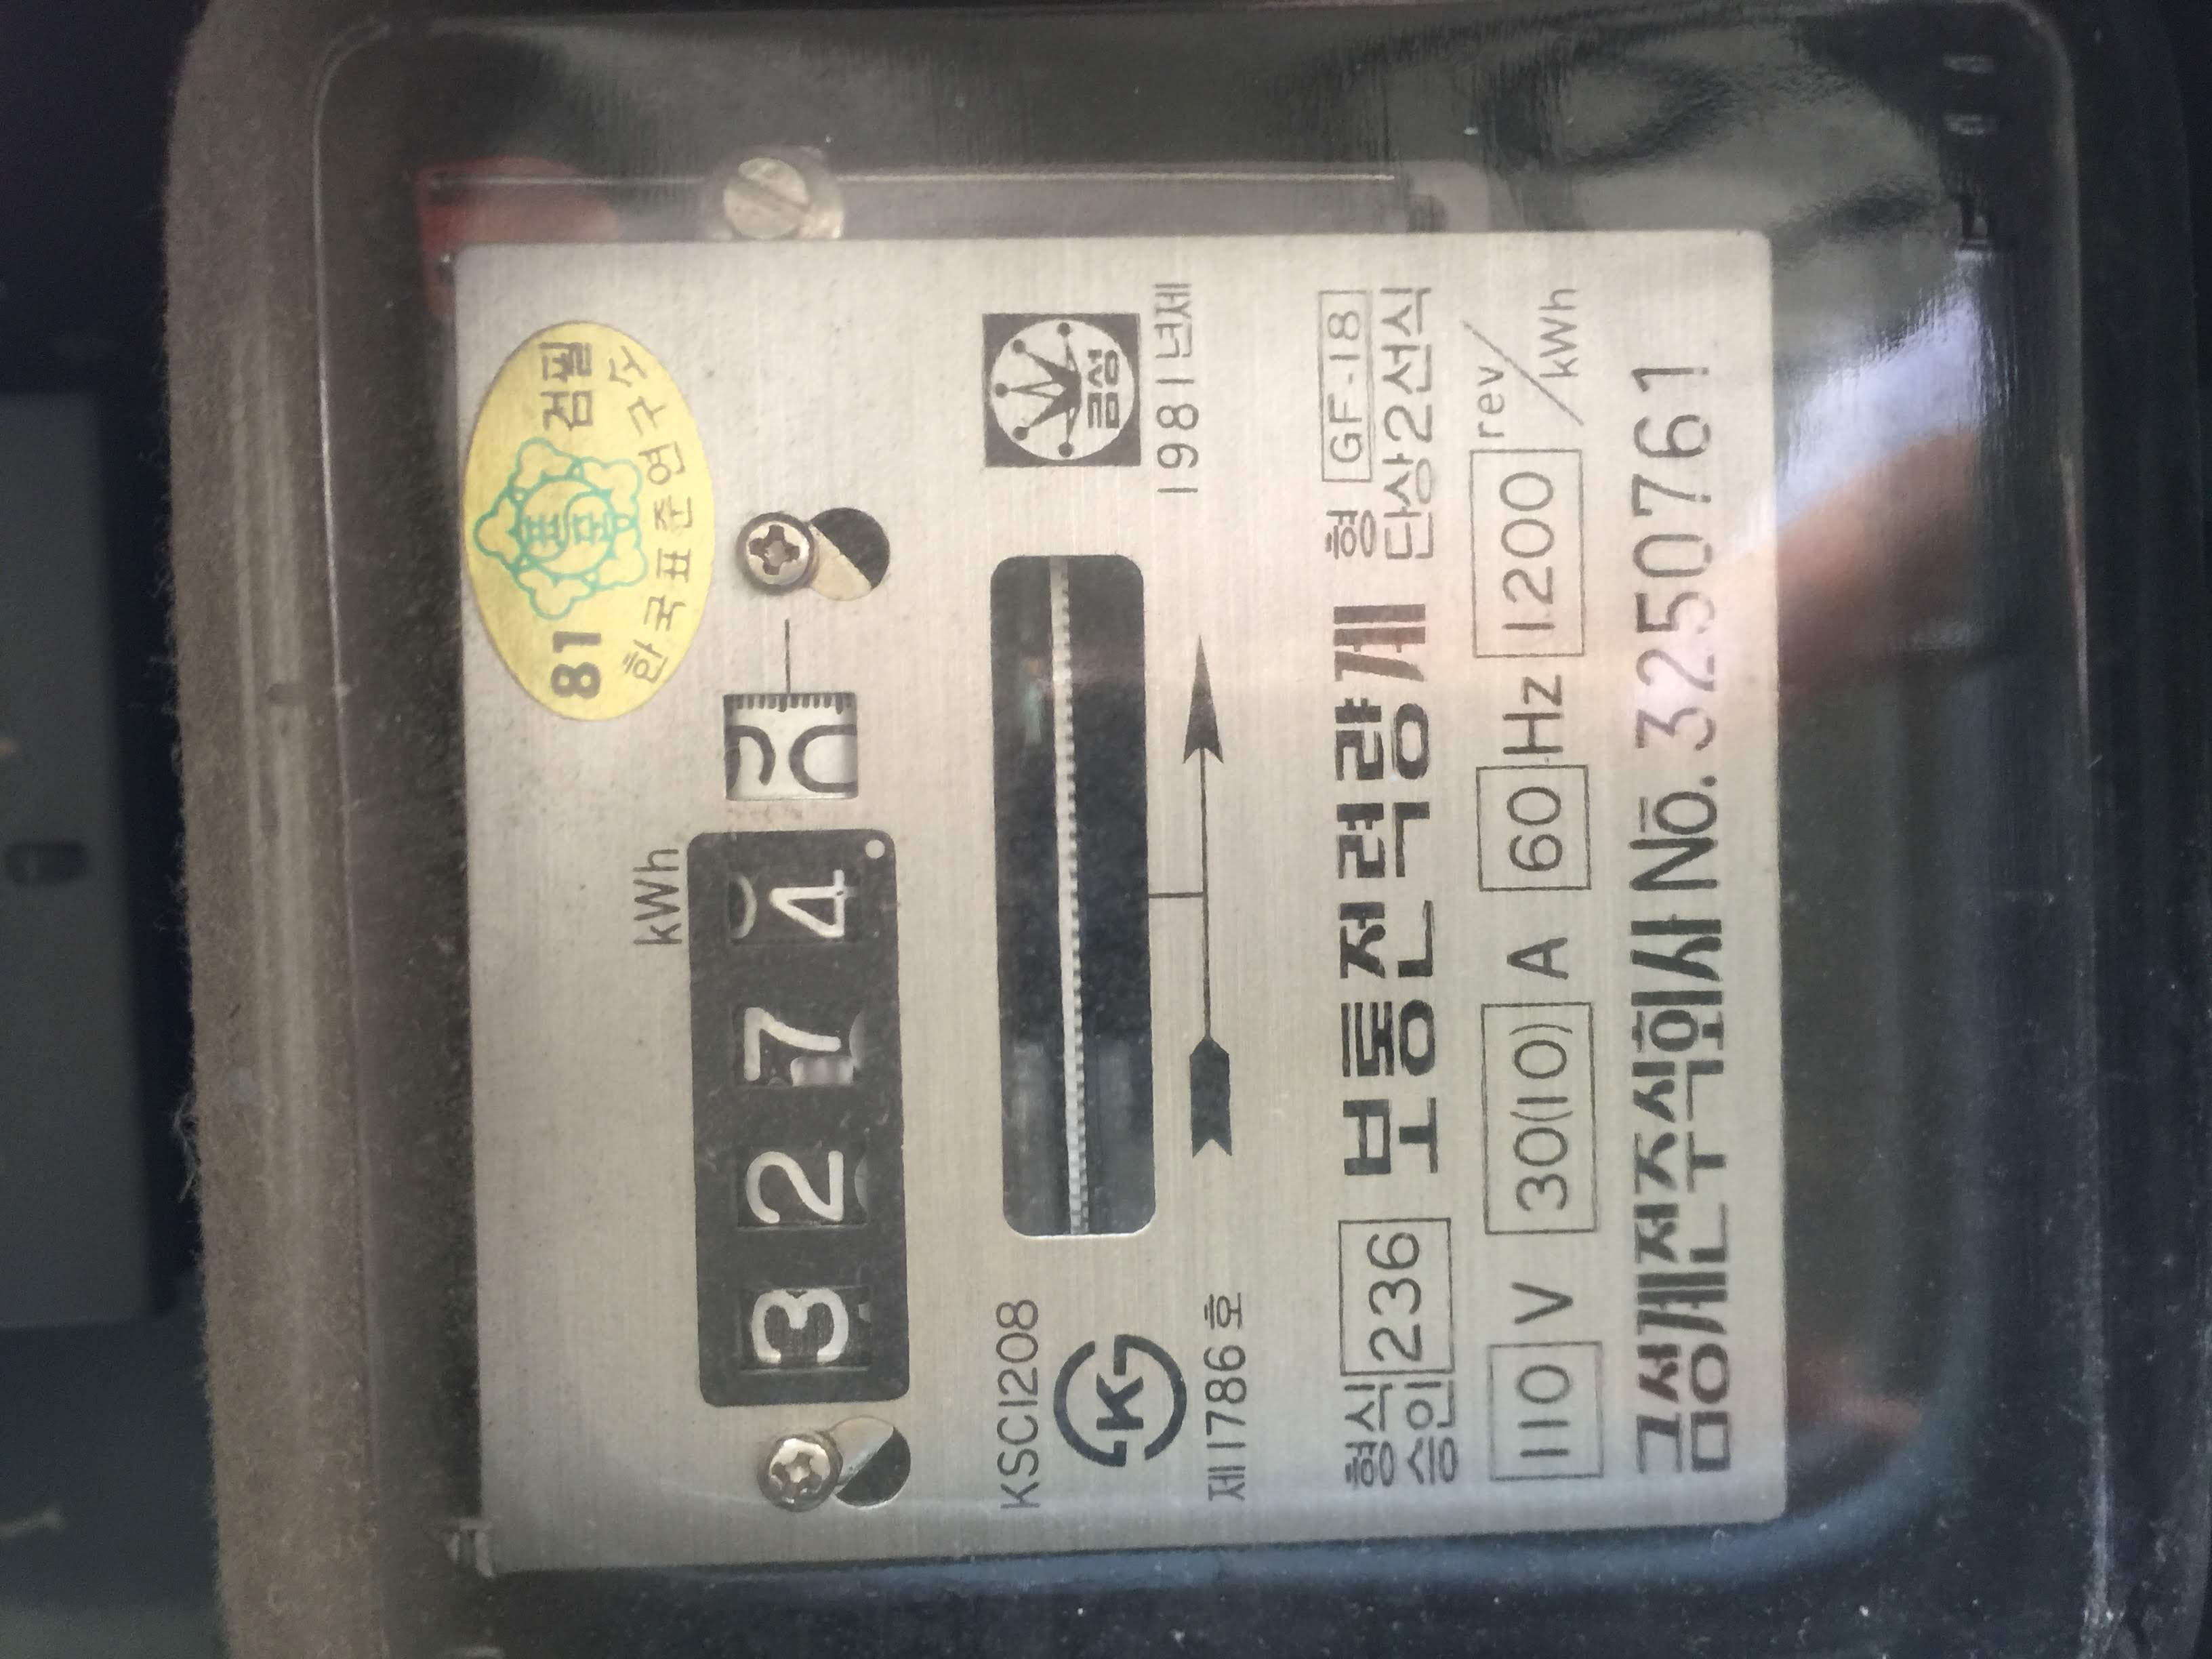 81 검필
한국표준연구소
kWh
3274
KSC1208
K
제1786호
금성
1981년제
형식승인 236 보통전력량계 형 GF-18
단상2선식
110 V 30(10) A 60 Hz 1200 rev/kWh
금성계전주식회사 No. 3250761